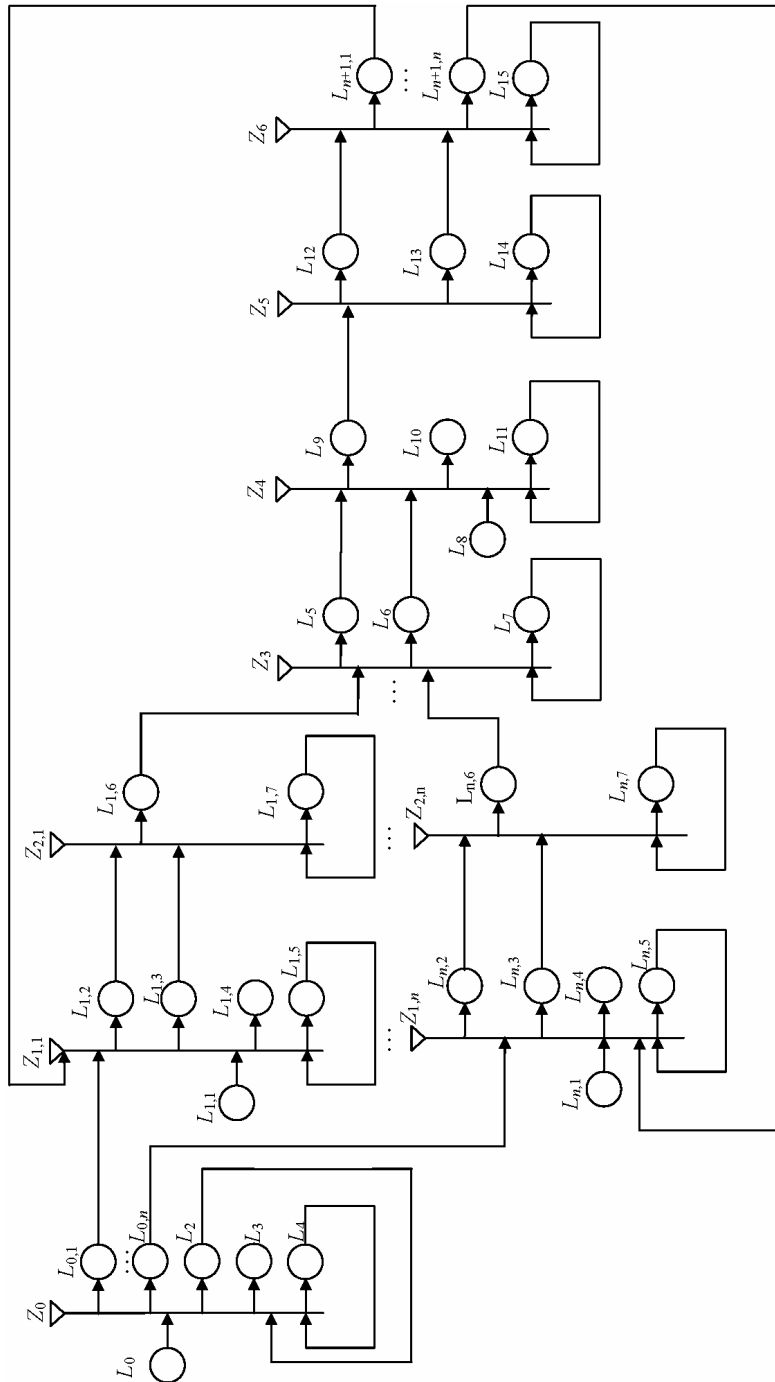 Z₆
Lₙ₊₁,₁
…
Lₙ₊₁,ₙ
L₁₅
Z₅
L₁₂
L₁₃
L₁₄
Z₄
L₉
L₁₀
L₁₁
L₈
Z₃
L₅
L₆
L₇
…
Z₂,₁
L₁,₆
L₁,₇
…
Z₂,ₙ
Lₙ,₆
Lₙ,₇
Z₁,₁
L₁,₂
L₁,₃
L₁,₄
L₁,₅
L₁,₁
…
Z₁,ₙ
Lₙ,₂
Lₙ,₃
Lₙ,₄
Lₙ,₅
Lₙ,₁
Z₀
L₀,₁
…
L₀,ₙ
L₂
L₃
L₄
L₀